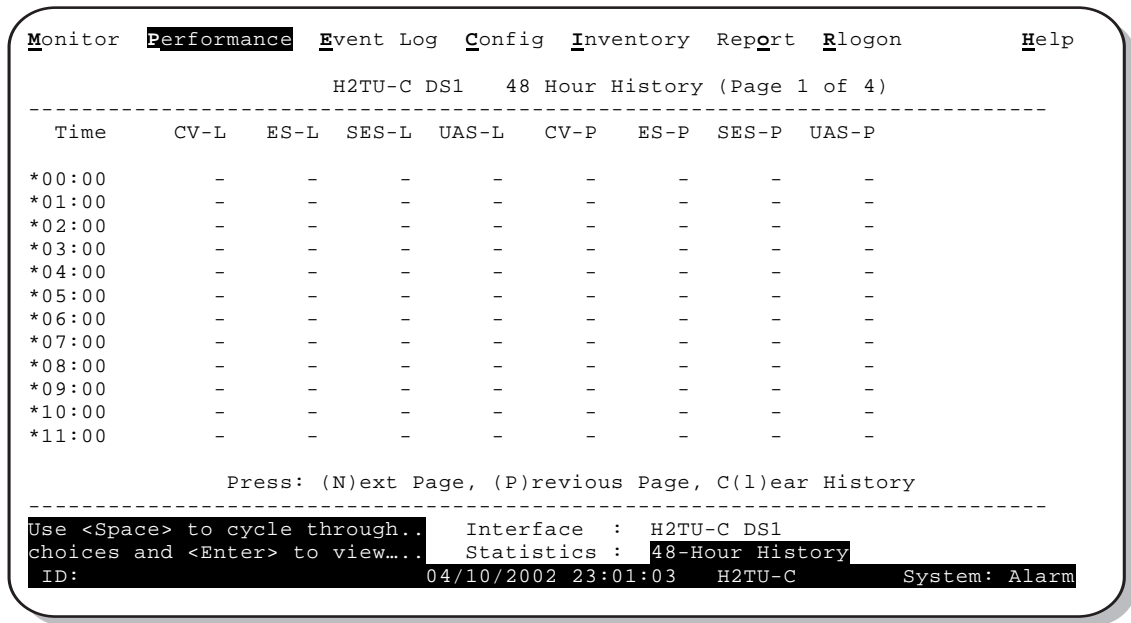 Monitor Performance Event Log Config Inventory Report Rlogon Help
H2TU-C DS1 48 Hour History (Page 1 of 4)
--------------------------------------------------------------------------------
Time CV-L ES-L SES-L UAS-L CV-P ES-P SES-P UAS-P
*00:00 - - - - - - - -
*01:00 - - - - - - - -
*02:00 - - - - - - - -
*03:00 - - - - - - - -
*04:00 - - - - - - - -
*05:00 - - - - - - - -
*06:00 - - - - - - - -
*07:00 - - - - - - - -
*08:00 - - - - - - - -
*09:00 - - - - - - - -
*10:00 - - - - - - - -
*11:00 - - - - - - - -
Press: (N)ext Page, (P)revious Page, C(l)ear History
--------------------------------------------------------------------------------
Use <Space> to cycle through.. Interface : H2TU-C DS1
choices and <Enter> to view….. Statistics : 48-Hour History
ID: 04/10/2002 23:01:03 H2TU-C System: Alarm